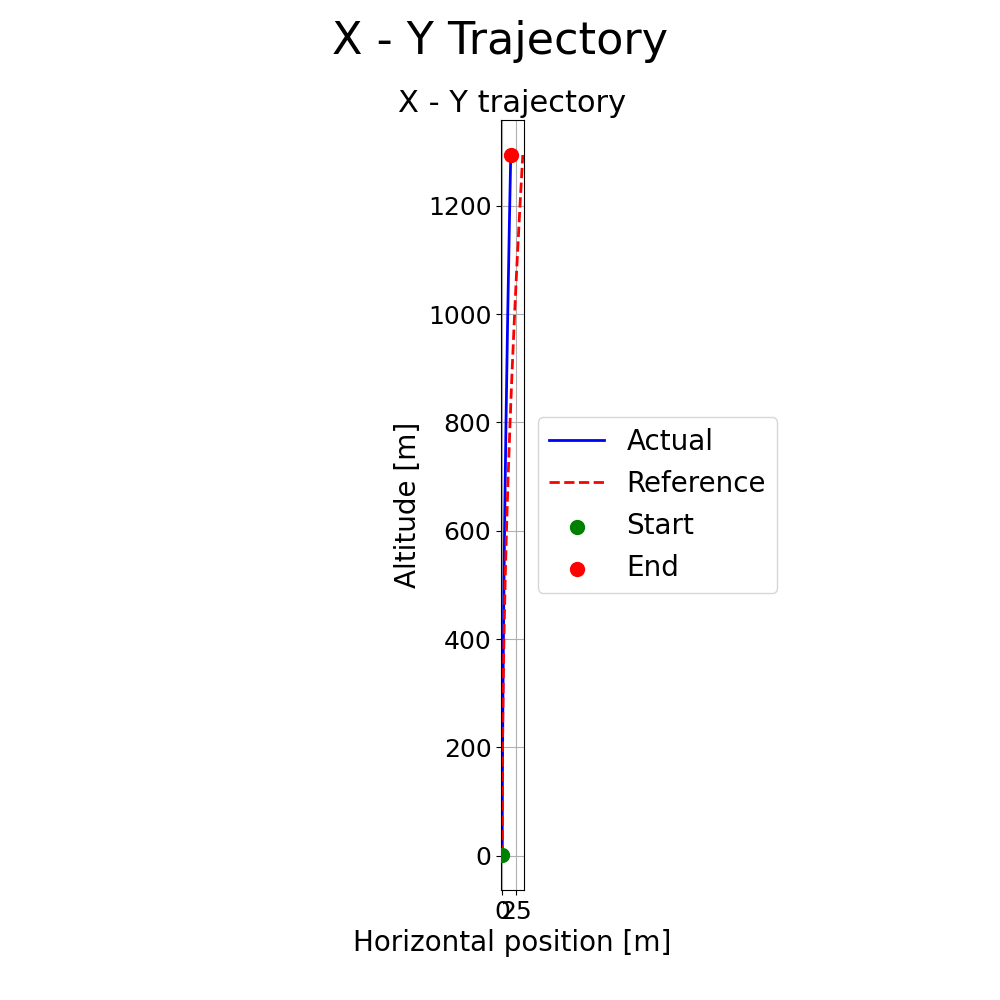 X - Y Trajectory
X - Y trajectory
1200
1000
800
600
400
200
0
Altitude [m]
Actual
Reference
Start
End
0 25
Horizontal position [m]